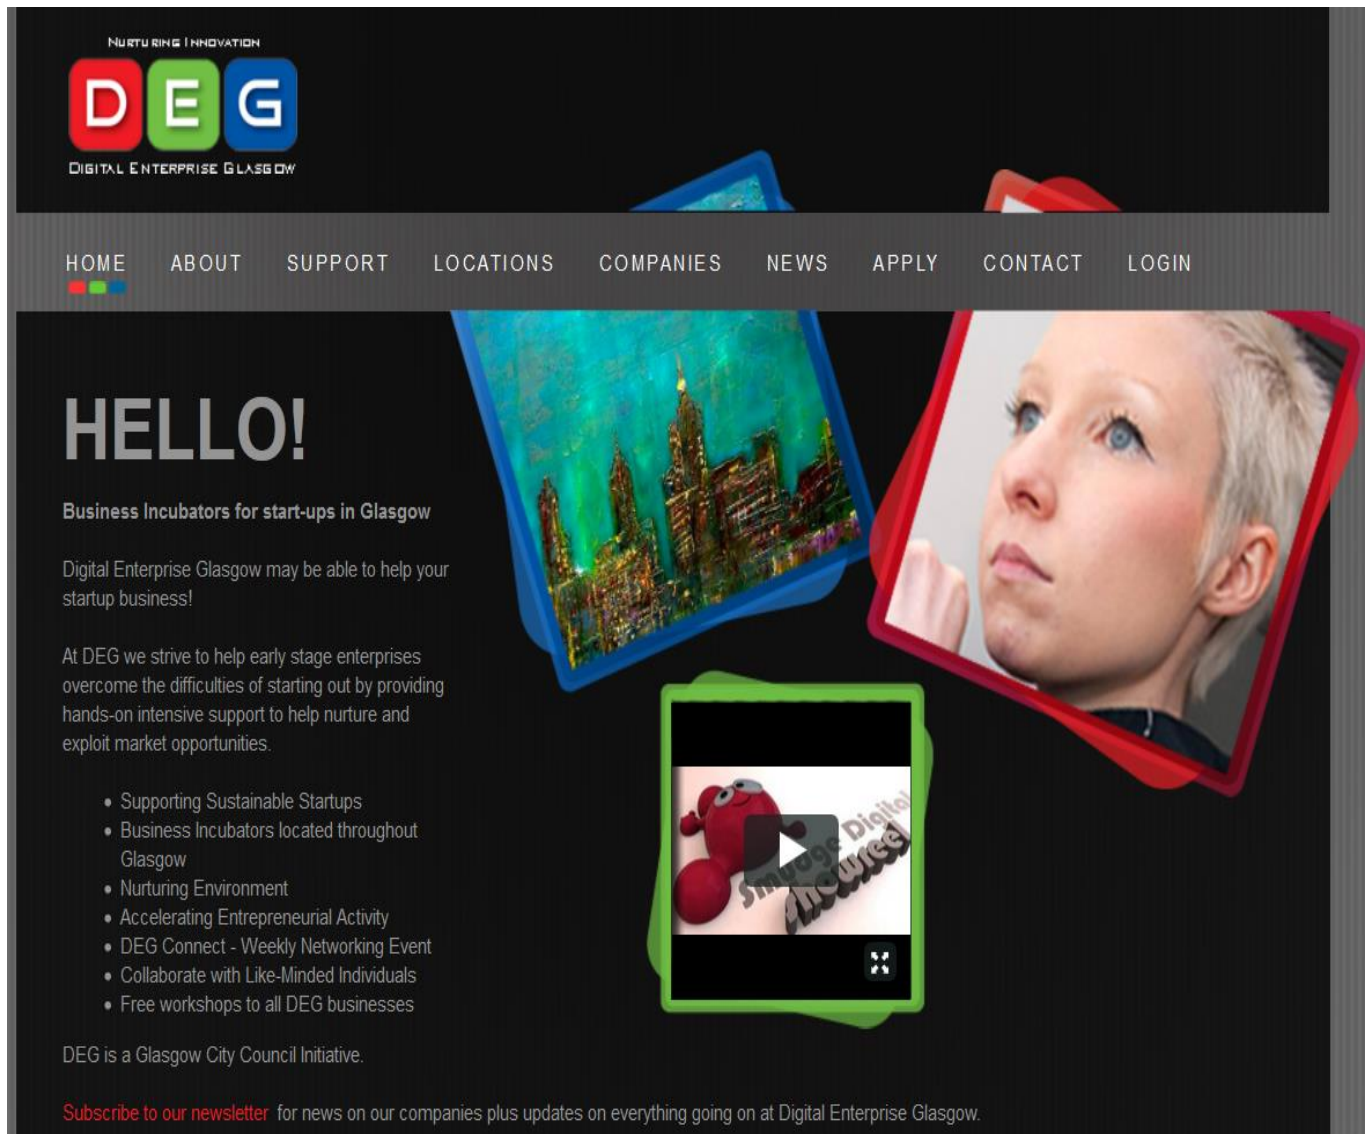 NURTURING INNOVATION
DEG
DIGITAL ENTERPRISE GLASGOW
HOME ABOUT SUPPORT LOCATIONS COMPANIES NEWS APPLY CONTACT LOGIN
HELLO!
Business Incubators for start-ups in Glasgow
Digital Enterprise Glasgow may be able to help your
startup business!
At DEG we strive to help early stage enterprises
overcome the difficulties of starting out by providing
hands-on intensive support to help nurture and
exploit market opportunities.
• Supporting Sustainable Startups
• Business Incubators located throughout
Glasgow
• Nurturing Environment
• Accelerating Entrepreneurial Activity
• DEG Connect - Weekly Networking Event
• Collaborate with Like-Minded Individuals
• Free workshops to all DEG businesses
Smudge Digital
Showreel
DEG is a Glasgow City Council Initiative.
Subscribe to our newsletter for news on our companies plus updates on everything going on at Digital Enterprise Glasgow.